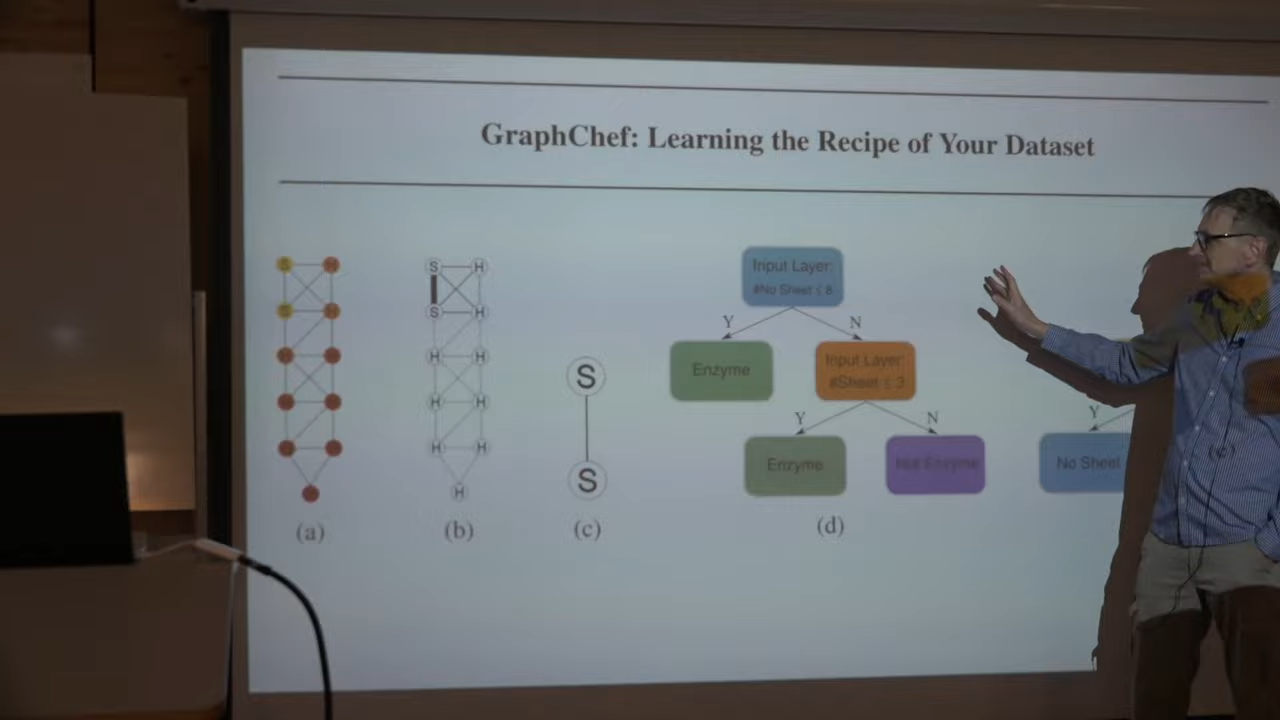 GraphChef: Learning the Recipe of Your Dataset
S H
S H
H H
H H
H H
H
S
S
Input Layer:
#No Sheet ≤ 8
Y N
Enzyme
Input Layer:
#Sheet ≤ 3
Y N
Enzyme
Not Enzyme
Y
No Sheet
(a) (b) (c) (d)
(e)